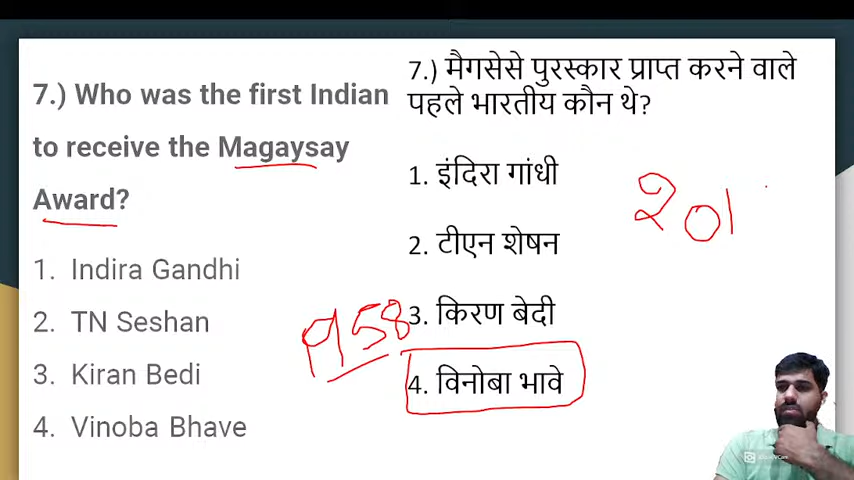 7.) Who was the first Indian
to receive the Magaysay
Award?
1. Indira Gandhi
2. TN Seshan
3. Kiran Bedi
4. Vinoba Bhave
7.) मैगसेसे पुरस्कार प्राप्त करने वाले
पहले भारतीय कौन थे?
1. इंदिरा गांधी
2. टीएन शेषन
3. किरण बेदी
4. विनोबा भावे
1958
201